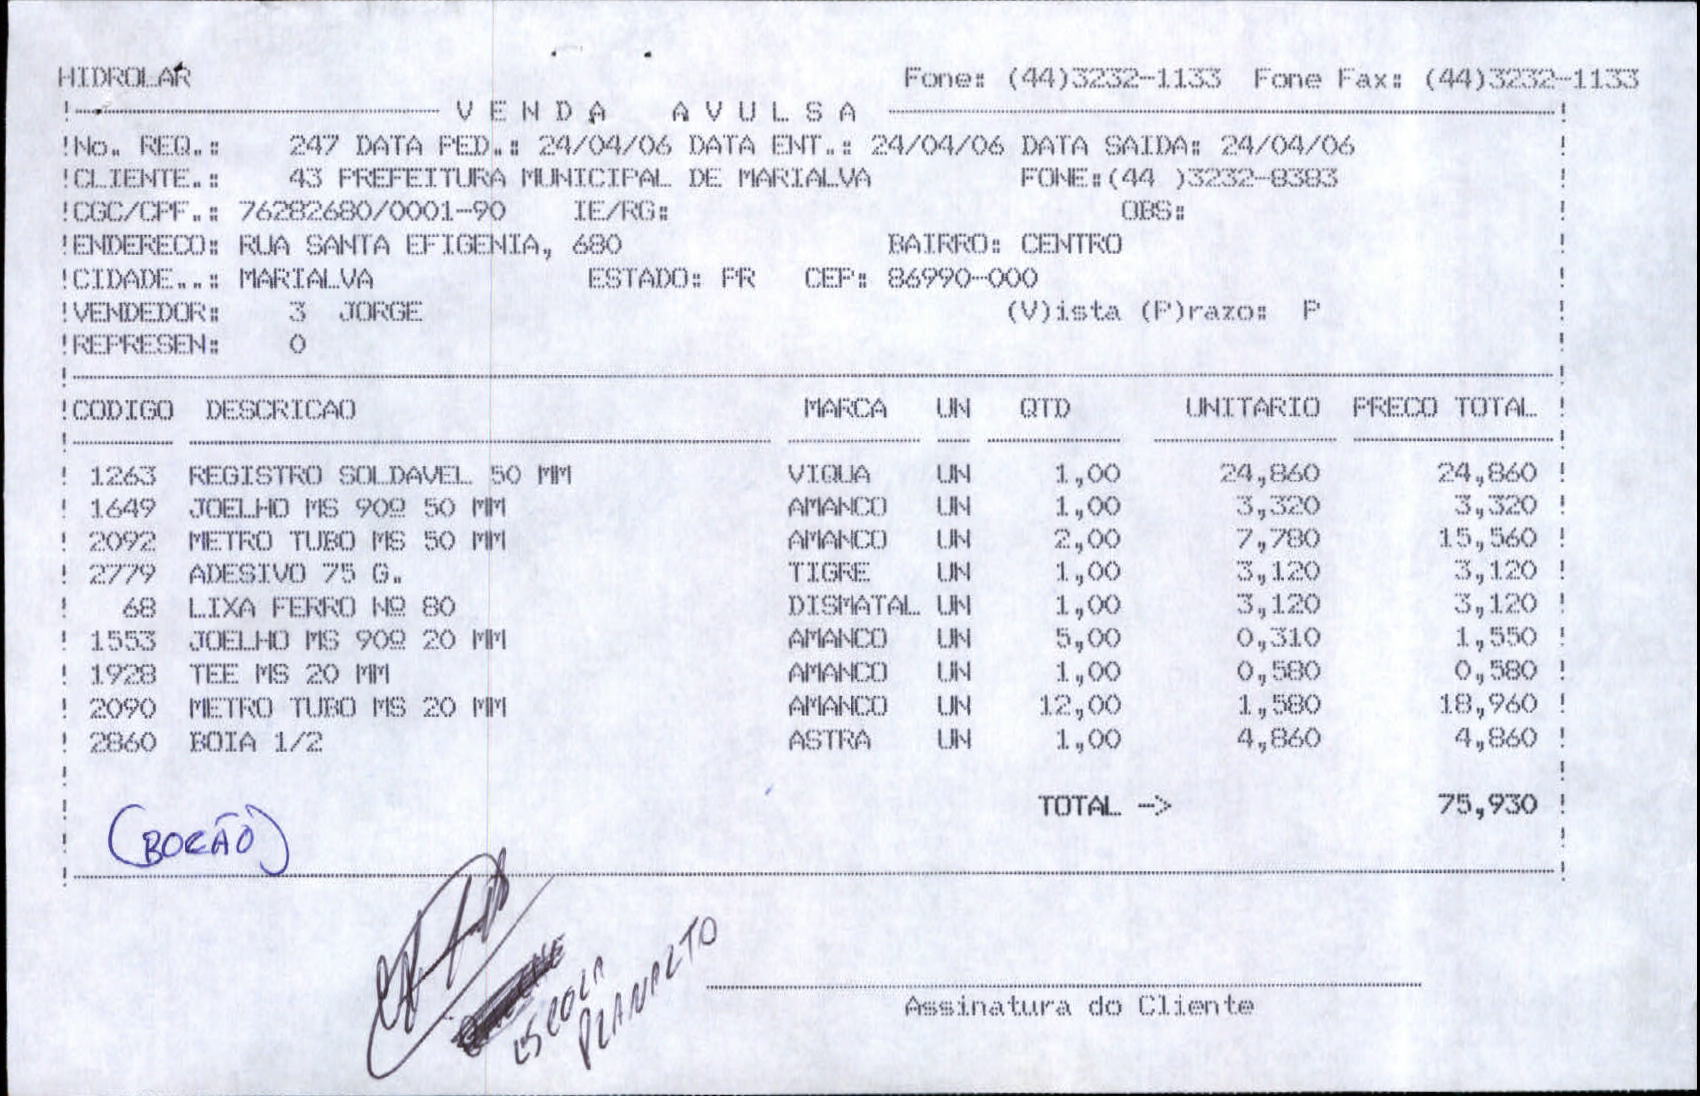 HIDROLAR Fone: (44)3232-1133 Fone Fax: (44)3232-1133
VENDA AVULSA
!No. REQ.: 247 DATA PED.: 24/04/06 DATA ENT.: 24/04/06 DATA SAIDA: 24/04/06 !
!CLIENTE.: 43 PREFEITURA MUNICIPAL DE MARIALVA FONE:(44 )3232-8383 !
!CGC/CPF.: 76282680/0001-90 IE/RG: OBS: !
!ENDERECO: RUA SANTA EFIGENIA, 680 BAIRRO: CENTRO !
!CIDADE..: MARIALVA ESTADO: PR CEP: 86990-000 !
!VENDEDOR: 3 JORGE (V)ista (P)razo: P !
!REPRESEN: 0 !
!CODIGO DESCRICAO MARCA UN QTD UNITARIO PRECO TOTAL !
! 1263 REGISTRO SOLDAVEL 50 MM VIQUA UN 1,00 24,860 24,860 !
! 1649 JOELHO MS 90º 50 MM AMANCO UN 1,00 3,320 3,320 !
! 2092 METRO TUBO MS 50 MM AMANCO UN 2,00 7,780 15,560 !
! 2779 ADESIVO 75 G. TIGRE UN 1,00 3,120 3,120 !
! 68 LIXA FERRO Nº 80 DISMATAL UN 1,00 3,120 3,120 !
! 1553 JOELHO MS 90º 20 MM AMANCO UN 5,00 0,310 1,550 !
! 1928 TEE MS 20 MM AMANCO UN 1,00 0,580 0,580 !
! 2090 METRO TUBO MS 20 MM AMANCO UN 12,00 1,580 18,960 !
! 2860 BOIA 1/2 ASTRA UN 1,00 4,860 4,860 !
TOTAL -> 75,930 !
(BOCÃO)
ESCOLA
PLANALTO
Assinatura do Cliente